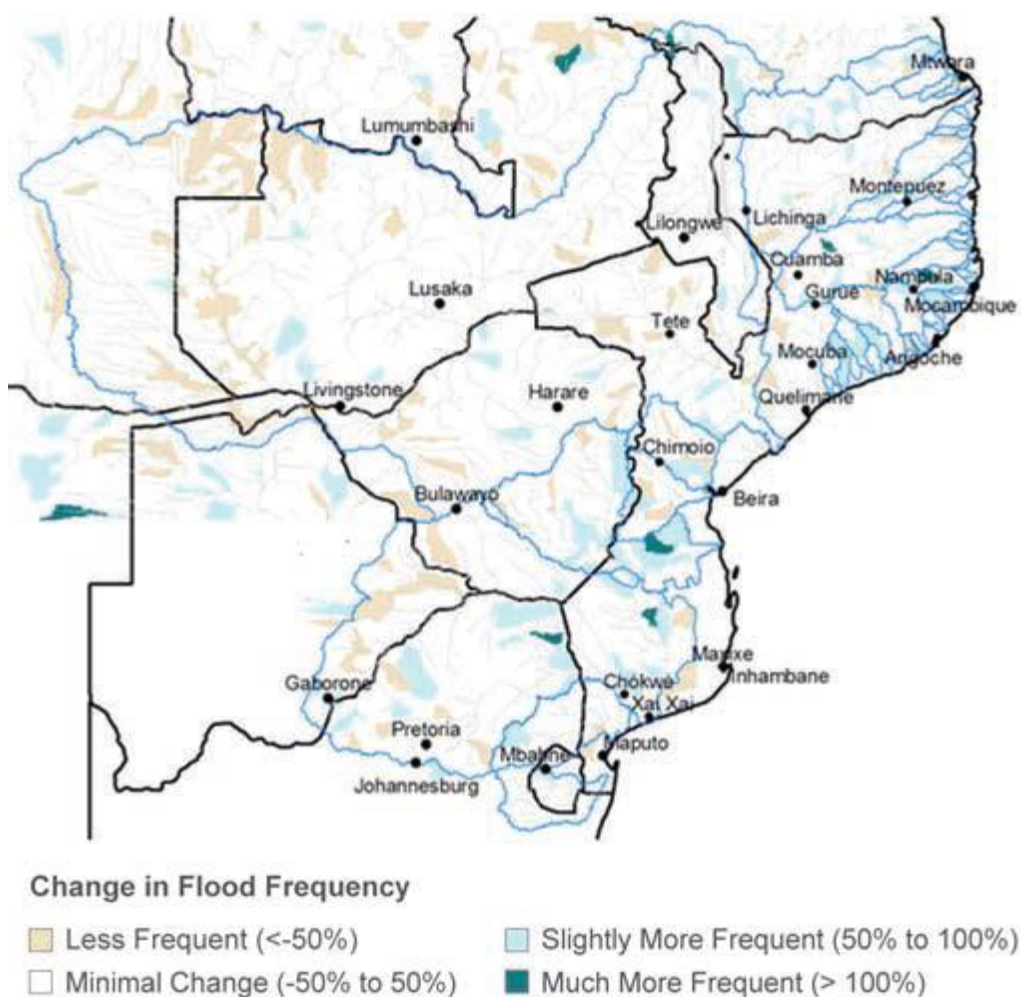 Mtwara
Lumumbashi
Montepuez
Lichinga
Lilongwe
Cuamba
Nampula
Lusaka
Gurue
Mocambique
Tete
Mocuba
Angoche
Livingstone
Harare
Quelimane
Chimoio
Bulawayo
Beira
Maxixe
Inhambane
Gaborone
Chókwè
Xai Xai
Pretoria
Maputo
Mbabne
Johannesburg
Change in Flood Frequency
Less Frequent (<-50%)
Slightly More Frequent (50% to 100%)
Minimal Change (-50% to 50%)
Much More Frequent (> 100%)